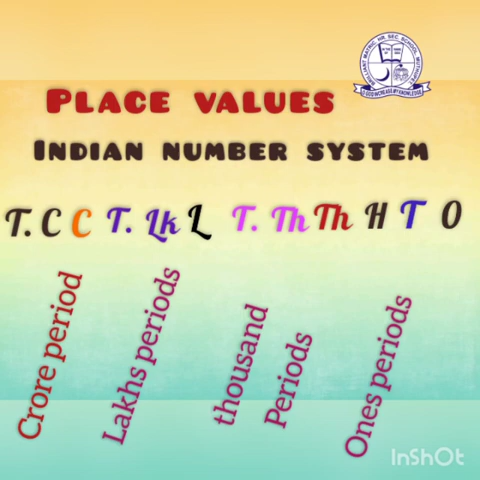 PLACE VALUES
INDIAN NUMBER SYSTEM
T. C C T. Lk L T. Th Th H T O
Crore period
Lakhs periods
thousand
Periods
Ones periods
InShOt